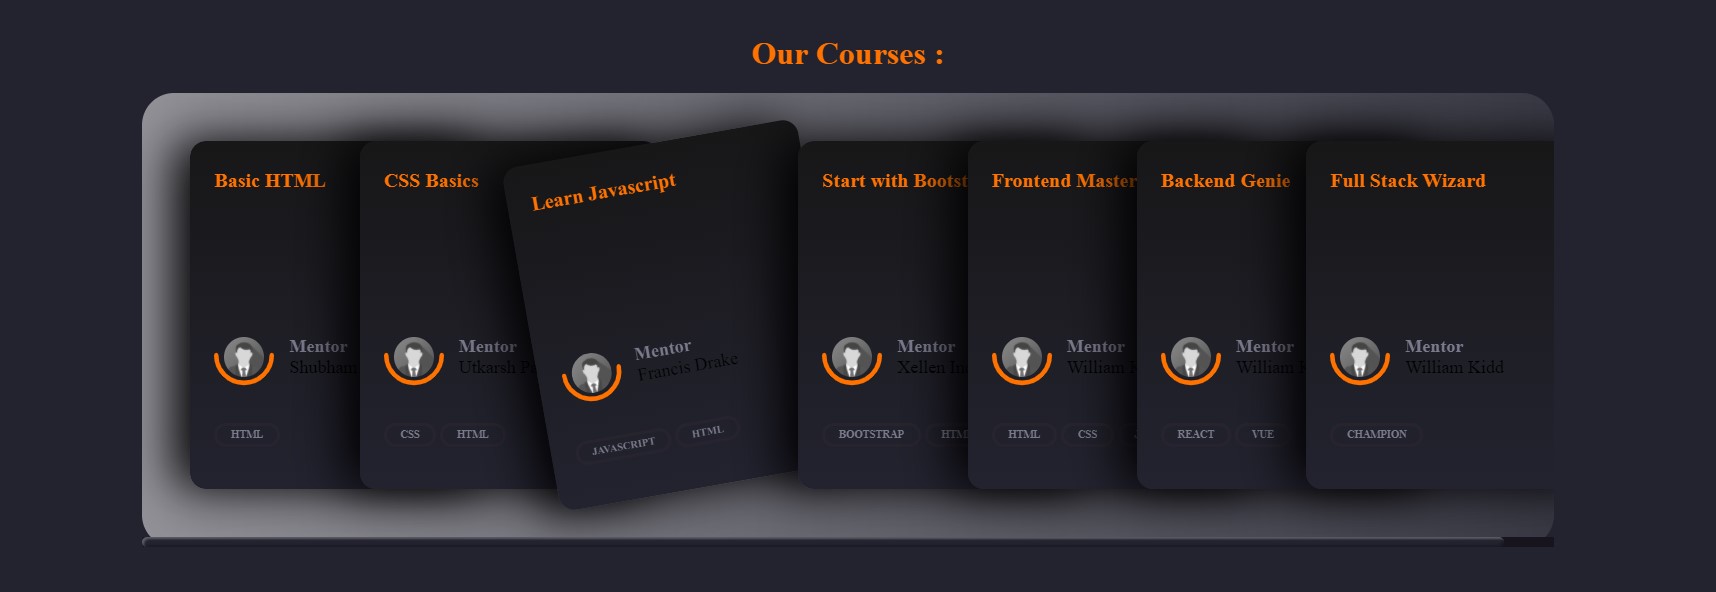 Our Courses :
Basic HTML
Mentor
Shubham
HTML
CSS Basics
Mentor
Utkarsh
CSS HTML
Learn Javascript
Mentor
Francis Drake
JAVASCRIPT HTML
Start with
Mentor
Xellen
BOOTSTRAP
Frontend Master
Mentor
William
HTML CSS
Backend Genie
Mentor
William
REACT VUE
Full Stack Wizard
Mentor
William Kidd
CHAMPION